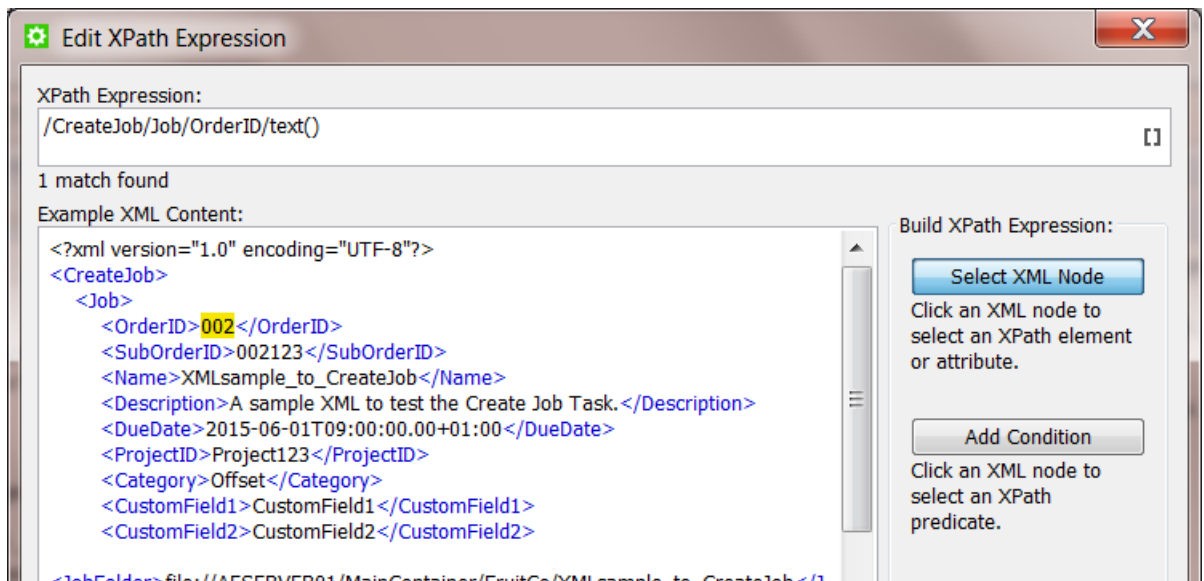 Edit XPath Expression
X
XPath Expression:
/CreateJob/Job/OrderID/text()
[]
1 match found
Example XML Content:
<?xml version="1.0" encoding="UTF-8"?>
<CreateJob>
<Job>
<OrderID>002</OrderID>
<SubOrderID>002123</SubOrderID>
<Name>XMLsample_to_CreateJob</Name>
<Description>A sample XML to test the Create Job Task.</Description>
<DueDate>2015-06-01T09:00:00.00+01:00</DueDate>
<ProjectID>Project123</ProjectID>
<Category>Offset</Category>
<CustomField1>CustomField1</CustomField1>
<CustomField2>CustomField2</CustomField2>
Build XPath Expression:
Select XML Node
Click an XML node to
select an XPath element
or attribute.
Add Condition
Click an XML node to
select an XPath
predicate.